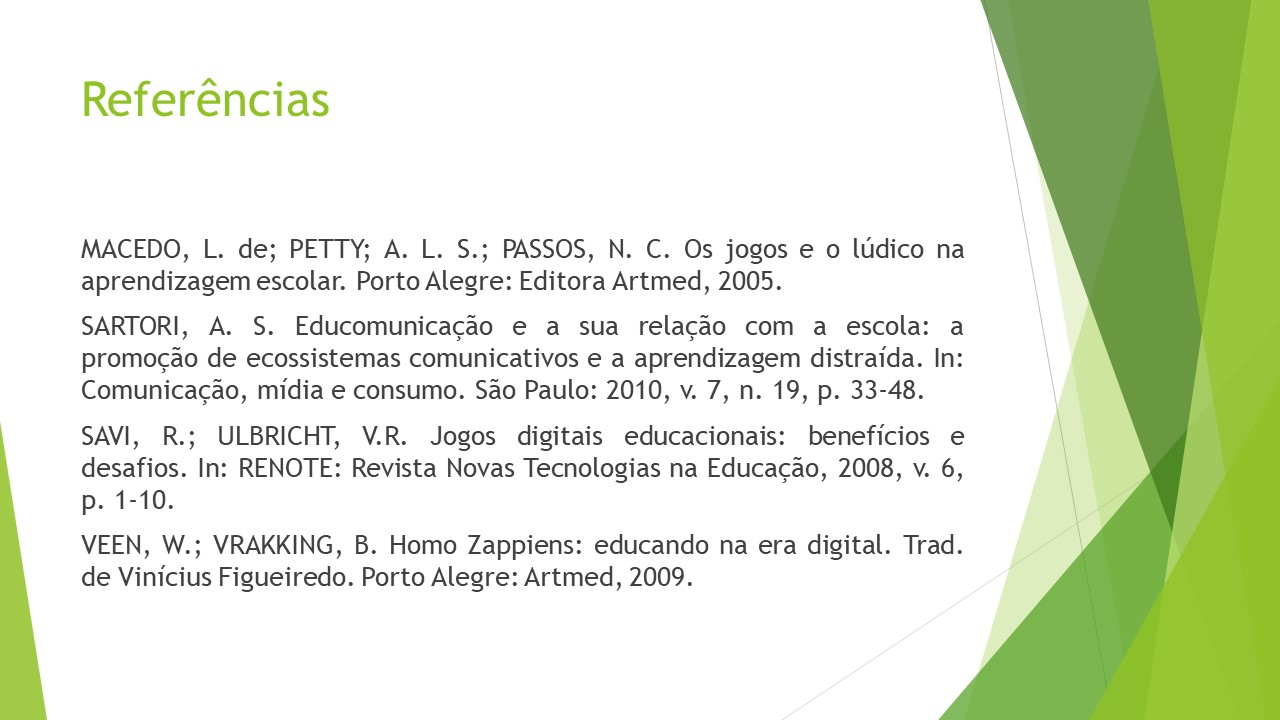 Referências
MACEDO, L. de; PETTY; A. L. S.; PASSOS, N. C. Os jogos e o lúdico na
aprendizagem escolar. Porto Alegre: Editora Artmed, 2005.
SARTORI, A. S. Educomunicação e a sua relação com a escola: a
promoção de ecossistemas comunicativos e a aprendizagem distraída. In:
Comunicação, mídia e consumo. São Paulo: 2010, v. 7, n. 19, p. 33-48.
SAVI, R.; ULBRICHT, V.R. Jogos digitais educacionais: benefícios e
desafios. In: RENOTE: Revista Novas Tecnologias na Educação, 2008, v. 6,
p. 1-10.
VEEN, W.; VRAKKING, B. Homo Zappiens: educando na era digital. Trad.
de Vinícius Figueiredo. Porto Alegre: Artmed, 2009.